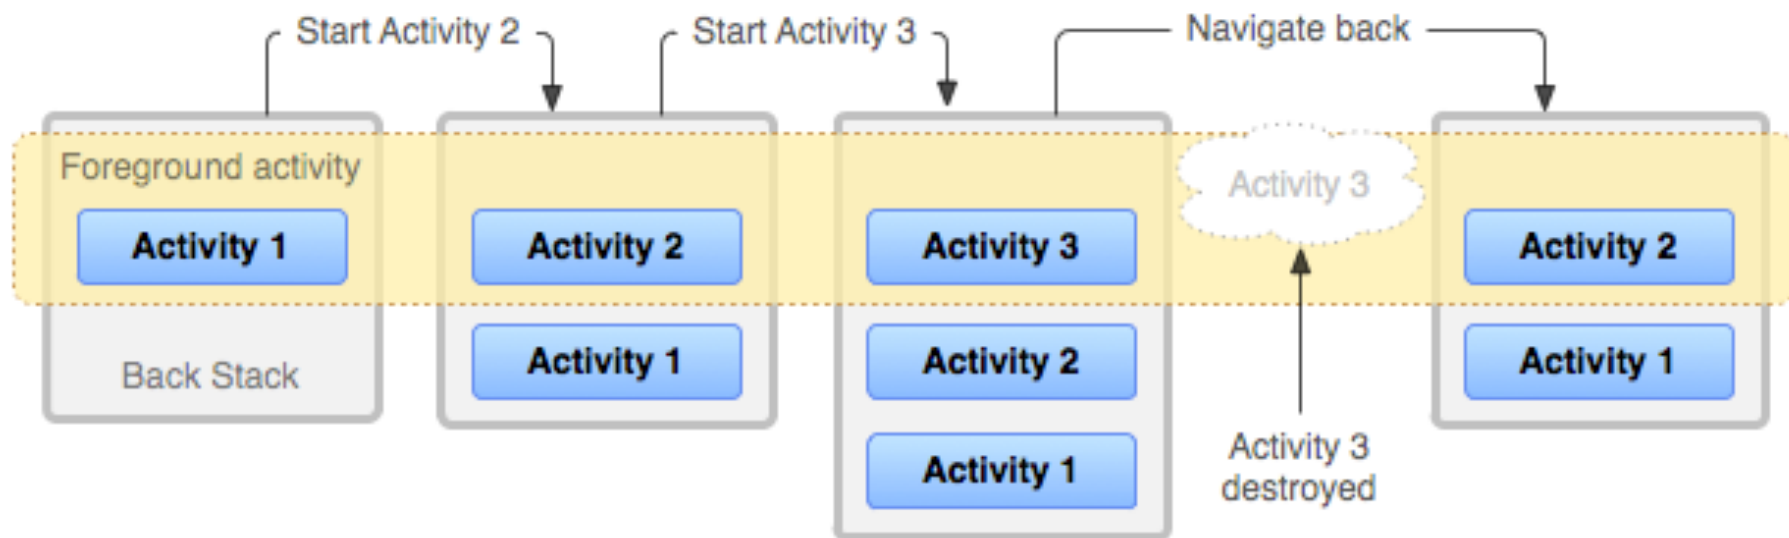 Start Activity 2
Start Activity 3
Navigate back
Foreground activity
Activity 3
Activity 1
Activity 2
Activity 3
Activity 2
Back Stack
Activity 1
Activity 2
Activity 1
Activity 1
Activity 3
destroyed